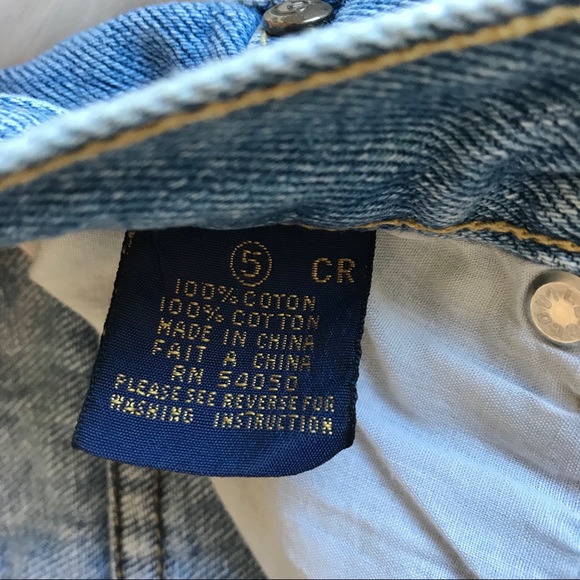 5 CR
100% COTON
100% COTTON
MADE IN CHINA
FAIT A CHINA
RN 54050
PLEASE SEE REVERSE FOR
WASHING INSTRUCTION